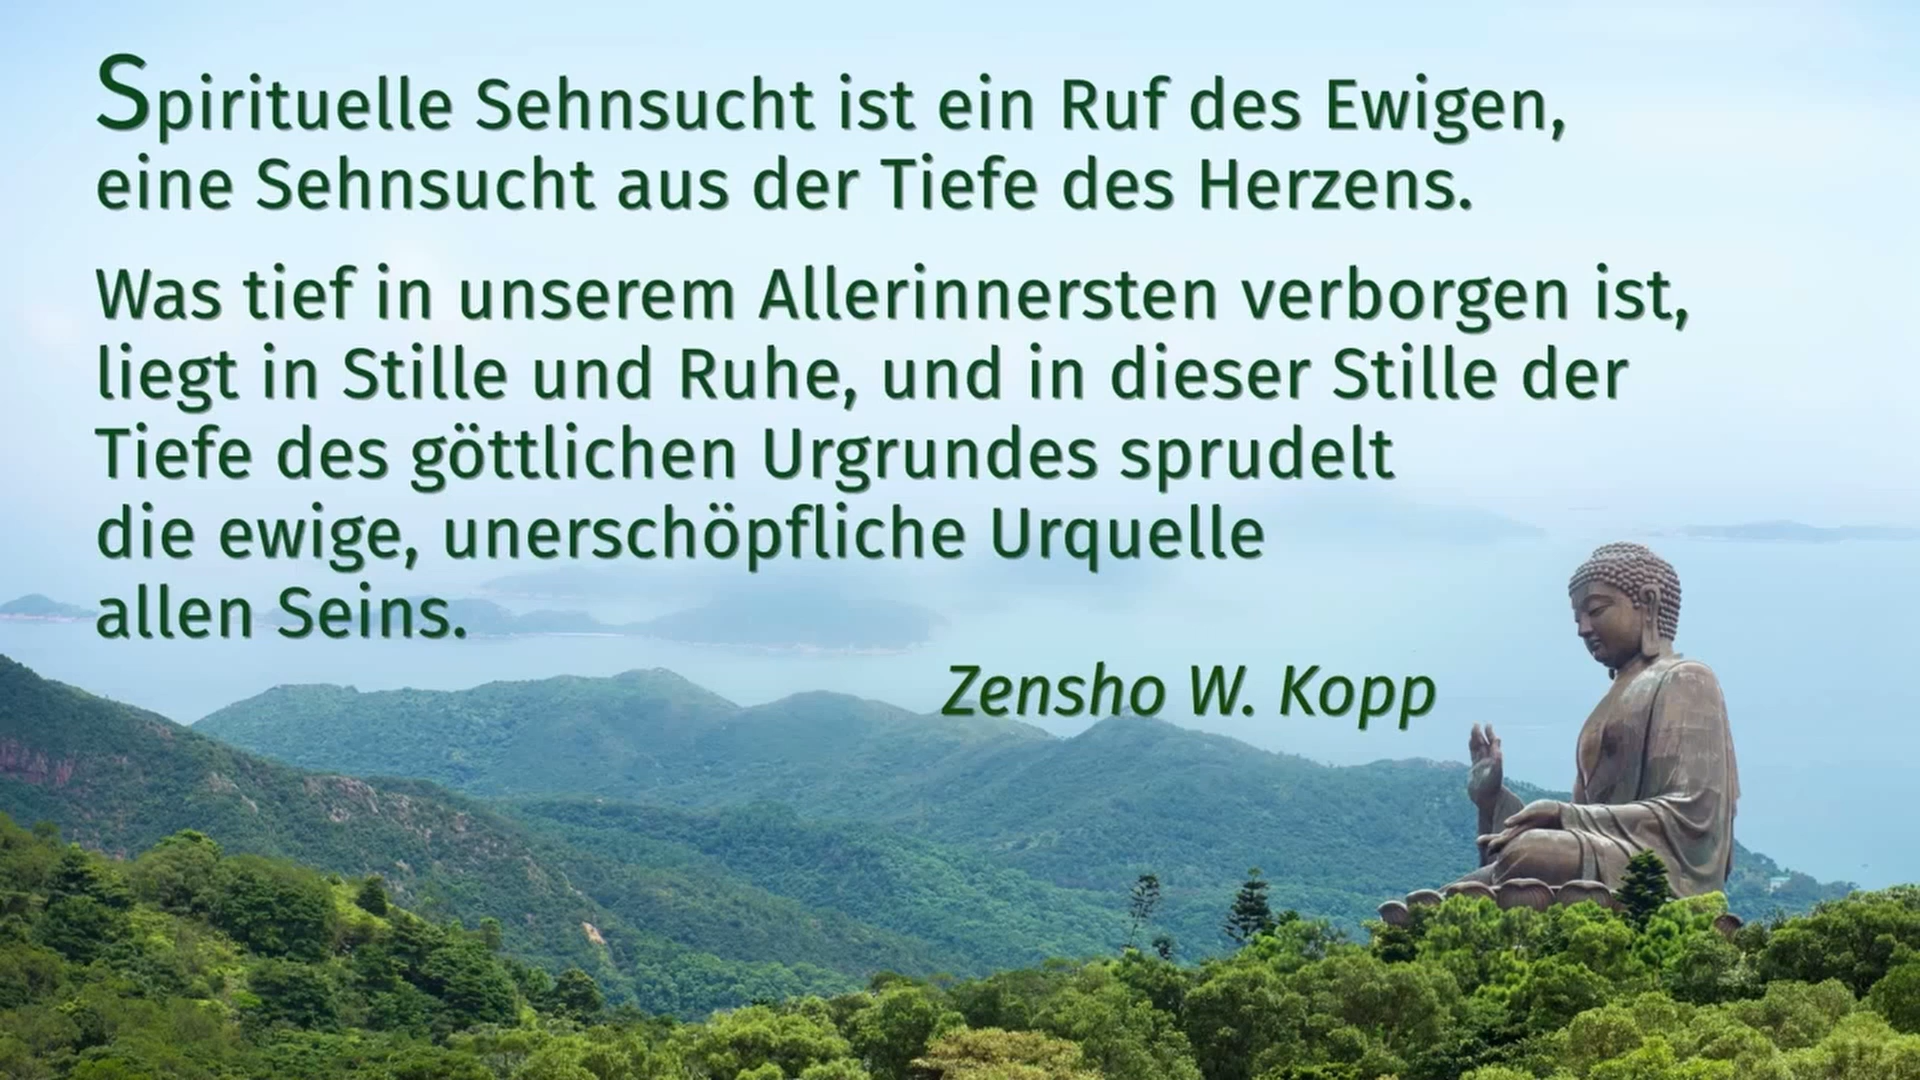 Spirituelle Sehnsucht ist ein Ruf des Ewigen,
eine Sehnsucht aus der Tiefe des Herzens.
Was tief in unserem Allerinnersten verborgen ist,
liegt in Stille und Ruhe, und in dieser Stille der
Tiefe des göttlichen Urgrundes sprudelt
die ewige, unerschöpfliche Urquelle
allen Seins.
Zensho W. Kopp